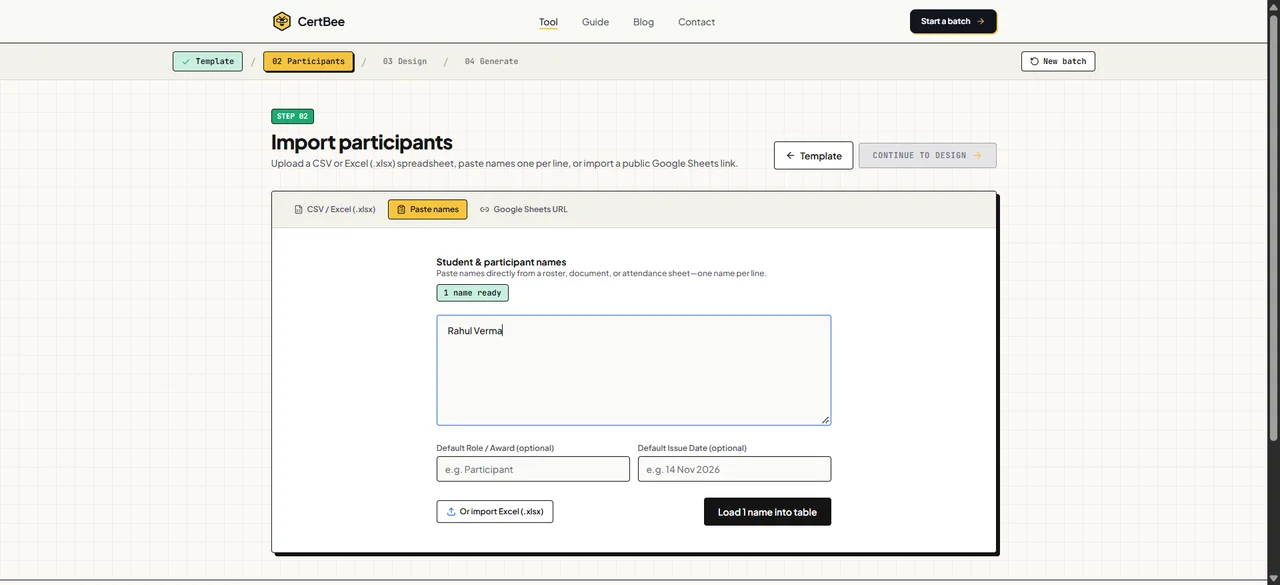 CertBee
Tool Guide Blog Contact
Start a batch →
Template / 02 Participants / 03 Design / 04 Generate
New batch
STEP 02
Import participants
Upload a CSV or Excel (.xlsx) spreadsheet, paste names one per line, or import a public Google Sheets link.
← Template
CONTINUE TO DESIGN →
CSV / Excel (.xlsx) Paste names Google Sheets URL
Student & participant names
Paste names directly from a roster, document, or attendance sheet—one name per line.
1 name ready
Rahul Verma
Default Role / Award (optional) Default Issue Date (optional)
e.g. Participant e.g. 14 Nov 2026
Or import Excel (.xlsx) Load 1 name into table